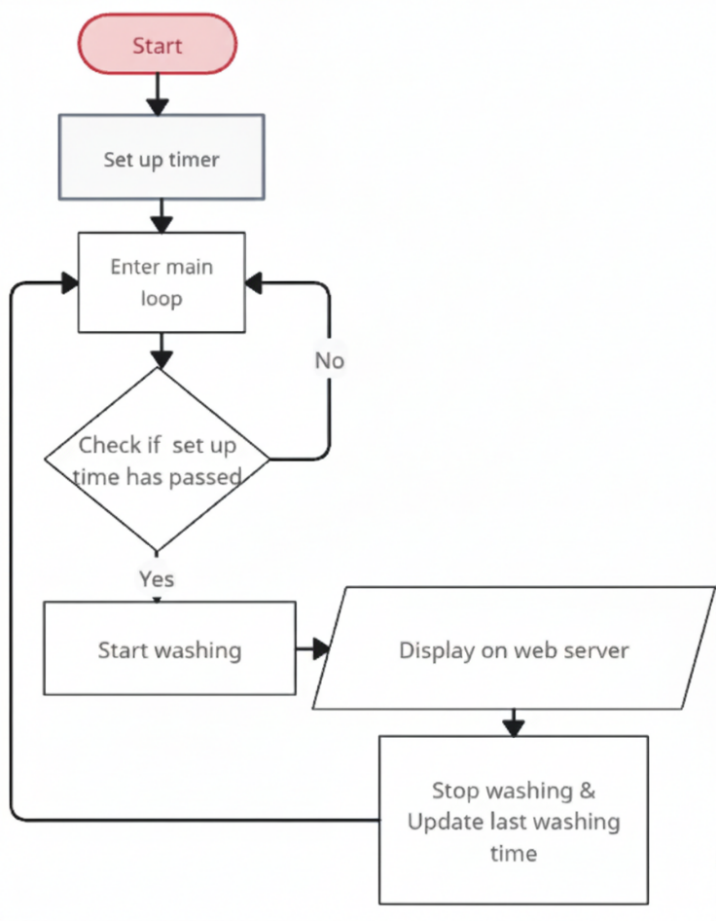 Start
Set up timer
Enter main
loop
No
Check if set up
time has passed
Yes
Start washing
Display on web server
Stop washing &
Update last washing
time